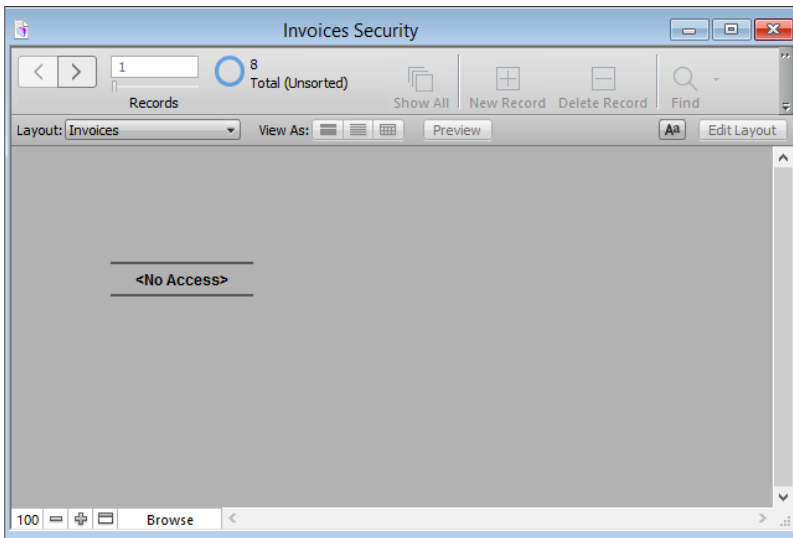 Invoices Security
1
8
Total (Unsorted)
Records
Show All
New Record
Delete Record
Find
Layout: Invoices
View As:
Preview
Aa
Edit Layout
<No Access>
100
Browse